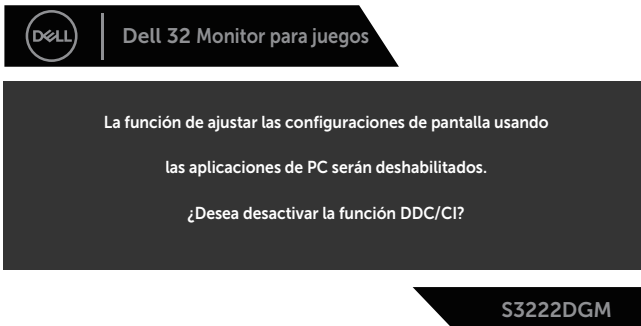 DELL
Dell 32 Monitor para juegos
La función de ajustar las configuraciones de pantalla usando
las aplicaciones de PC serán deshabilitados.
¿Desea desactivar la función DDC/CI?
S3222DGM